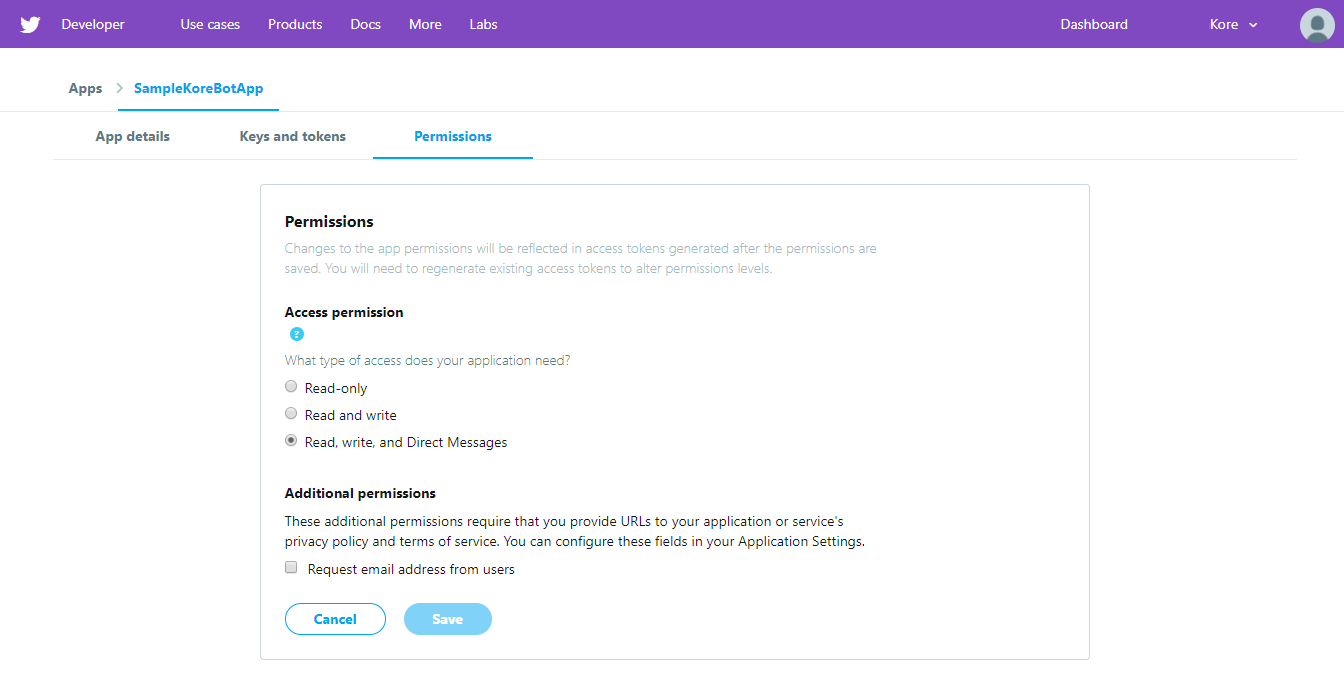 Developer Use cases Products Docs More Labs Dashboard Kore
Apps SampleKoreBotApp
App details Keys and tokens Permissions
Permissions
Changes to the app permissions will be reflected in access tokens generated after the permissions are
saved. You will need to regenerate existing access tokens to alter permissions levels.
Access permission
?
What type of access does your application need?
Read-only
Read and write
Read, write, and Direct Messages
Additional permissions
These additional permissions require that you provide URLs to your application or service's
privacy policy and terms of service. You can configure these fields in your Application Settings.
Request email address from users
Cancel Save